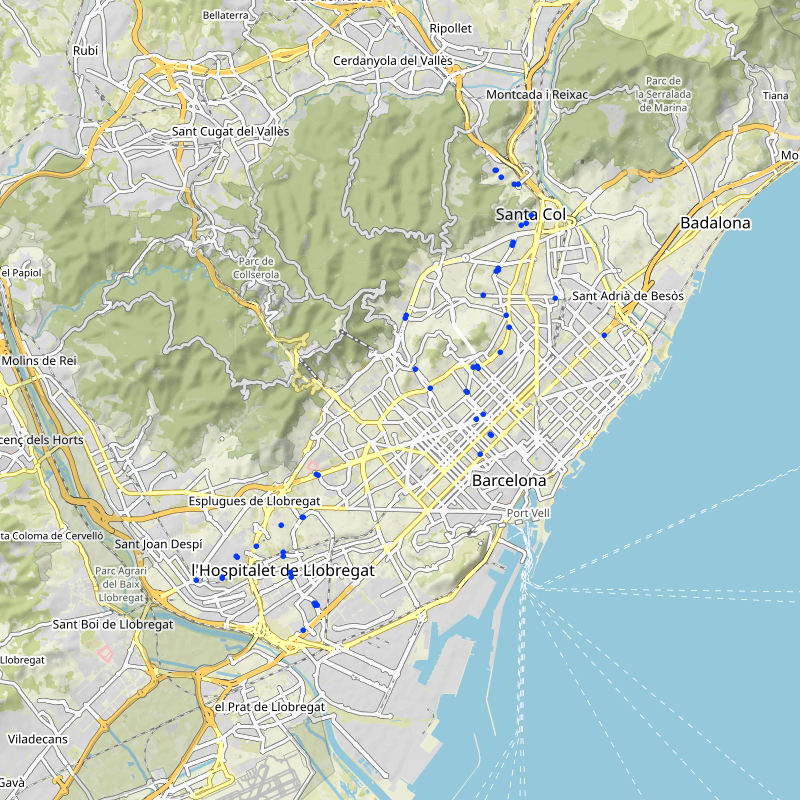 Bellaterra
Ripollet
Rubí
Cerdanyola del Vallès
Montcada i Reixac
Parc de
la Serralada
de Marina
Tiana
Sant Cugat del Vallès
Santa Col
Badalona
el Papiol
Parc de
Collserola
Sant Adrià de Besòs
Molins de Rei
cenç dels Horts
Barcelona
Esplugues de Llobregat
Port Vell
ta Coloma de Cervelló
Sant Joan Despí
l'Hospitalet de Llobregat
Parc Agrari
del Baix
Llobregat
Sant Boi de Llobregat
Llobregat
el Prat de Llobregat
Viladecans
Gavà